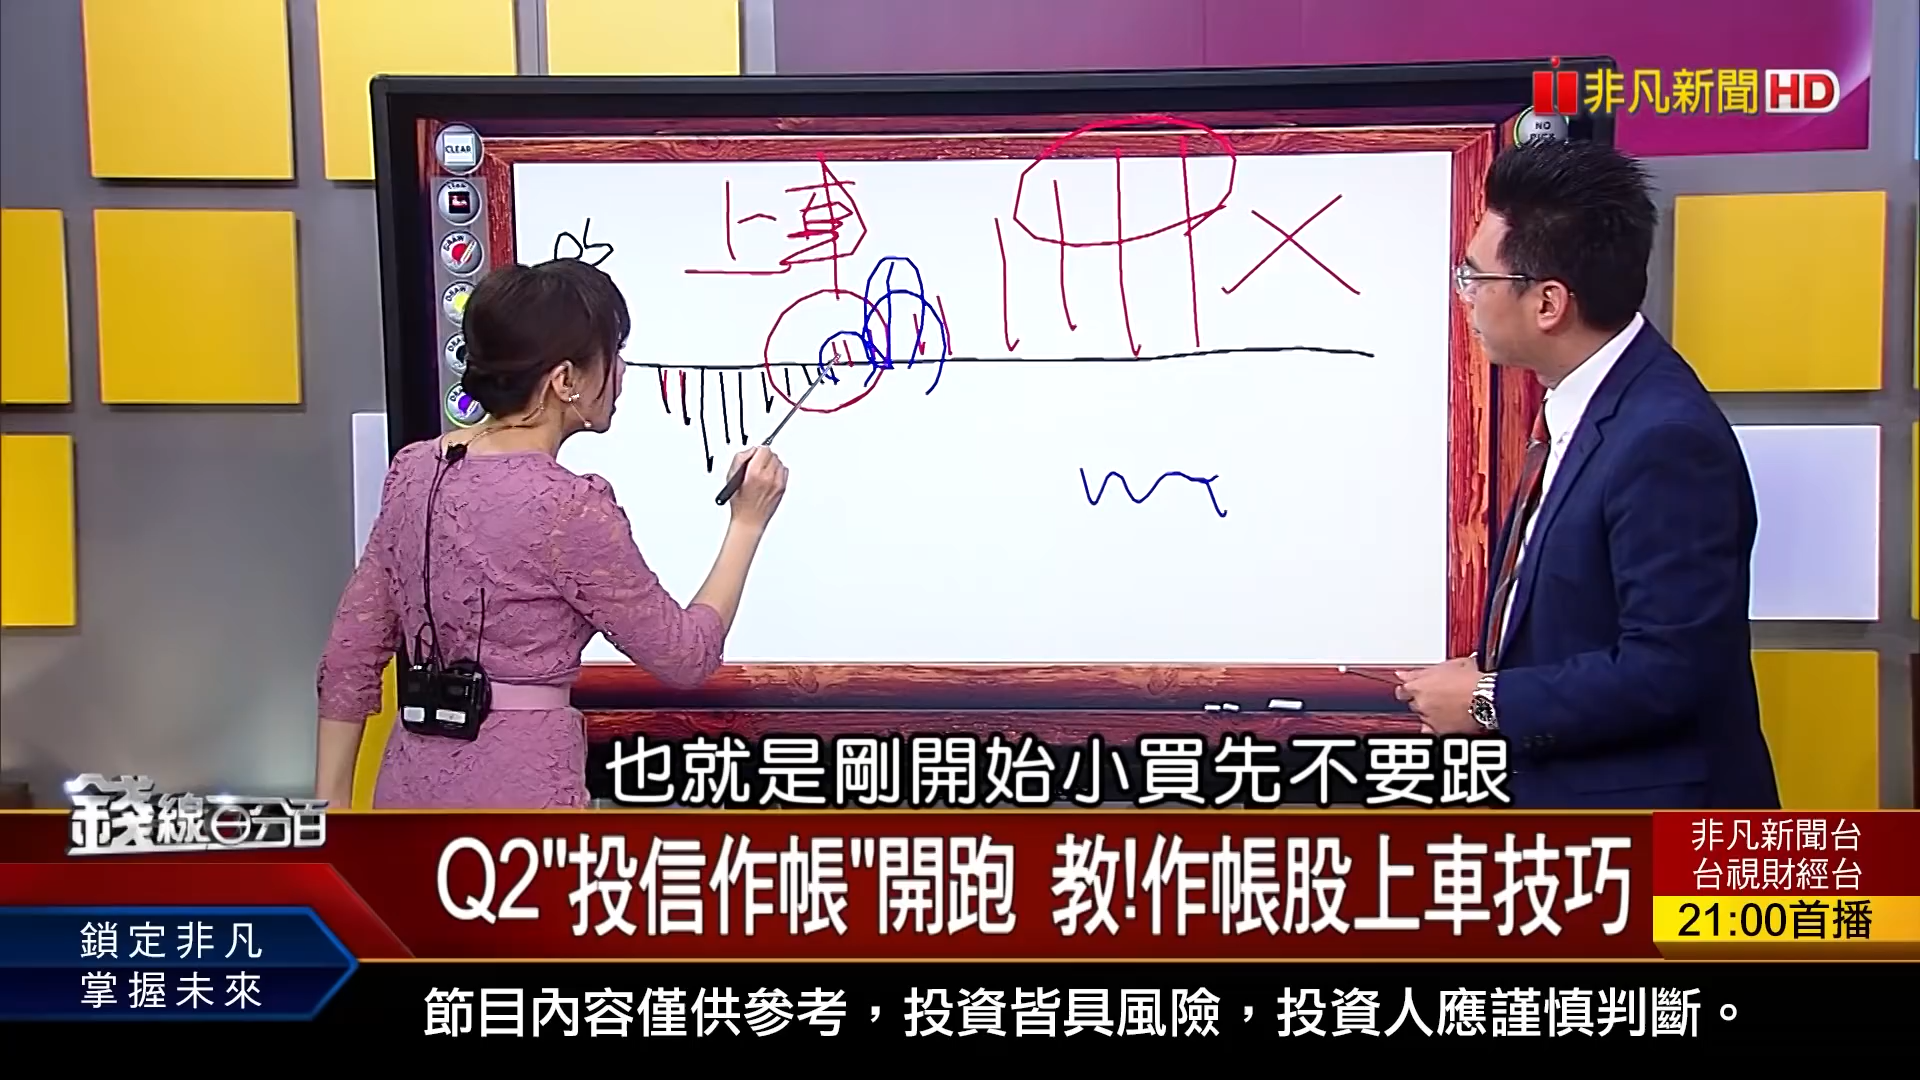 非凡新聞HD
CLEAR
NO
PICK
DRAW
DRAW
上車
也就是剛開始小買先不要跟
錢線百分百
Q2"投信作帳"開跑 教!作帳股上車技巧
非凡新聞台
台視財經台
21:00首播
鎖定非凡
掌握未來
節目內容僅供參考，投資皆具風險，投資人應謹慎判斷。